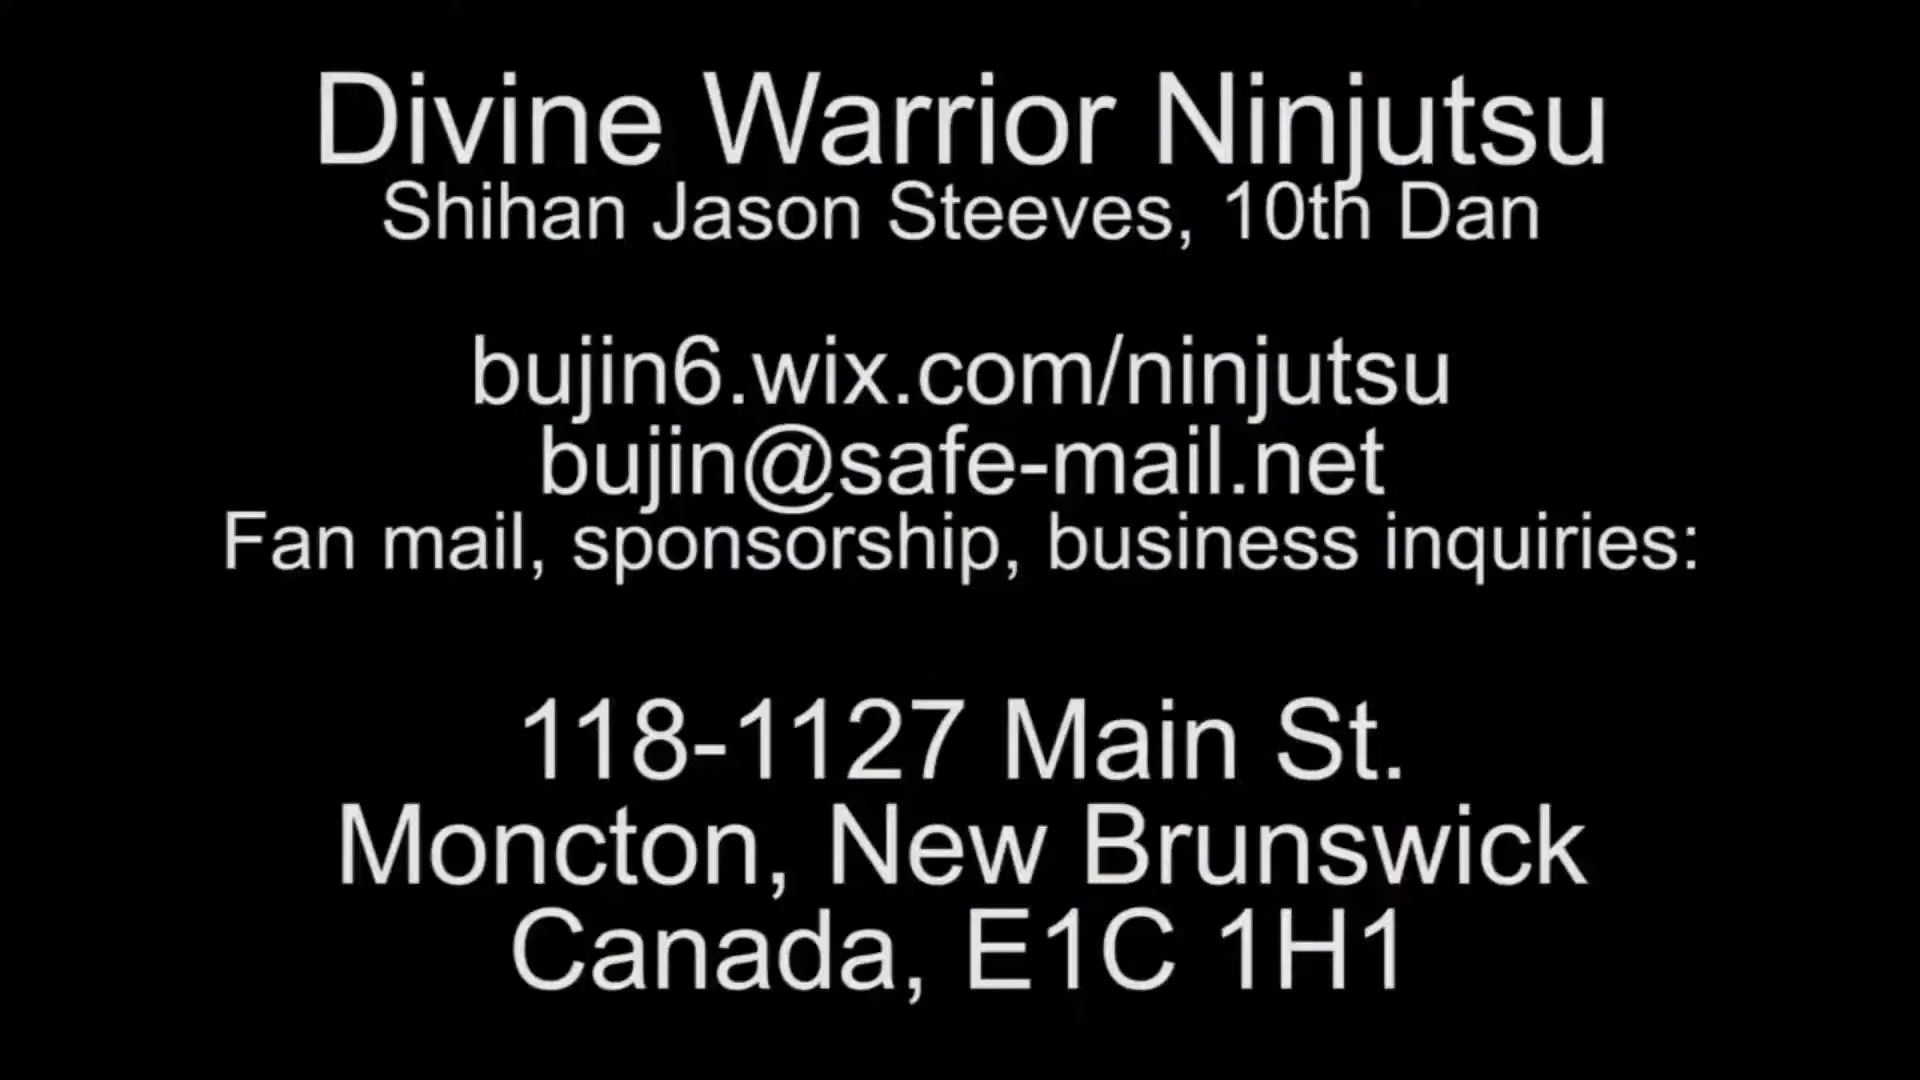 Divine Warrior Ninjutsu
Shihan Jason Steeves, 10th Dan
bujin6.wix.com/ninjutsu
bujin@safe-mail.net
Fan mail, sponsorship, business inquiries:
118-1127 Main St.
Moncton, New Brunswick
Canada, E1C 1H1